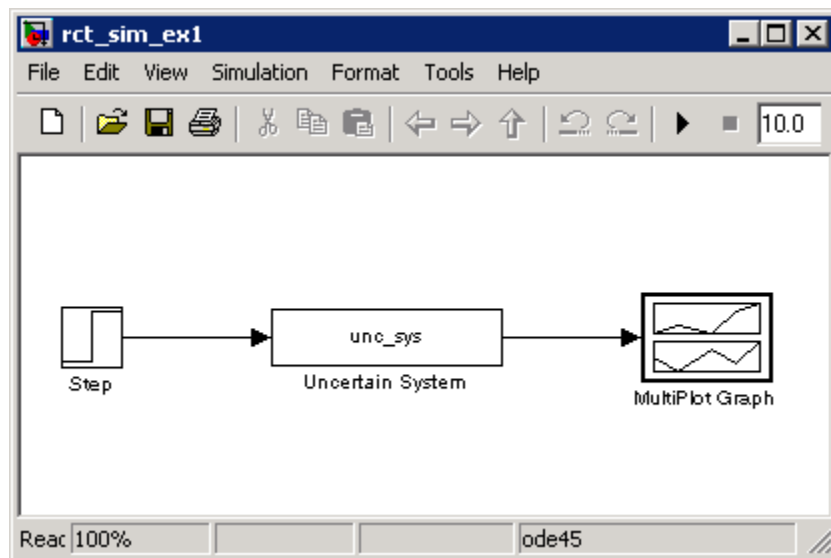 rct_sim_ex1
File Edit View Simulation Format Tools Help
10.0
unc_sys
Step
Uncertain System
MultiPlot Graph
Reac 100% ode45